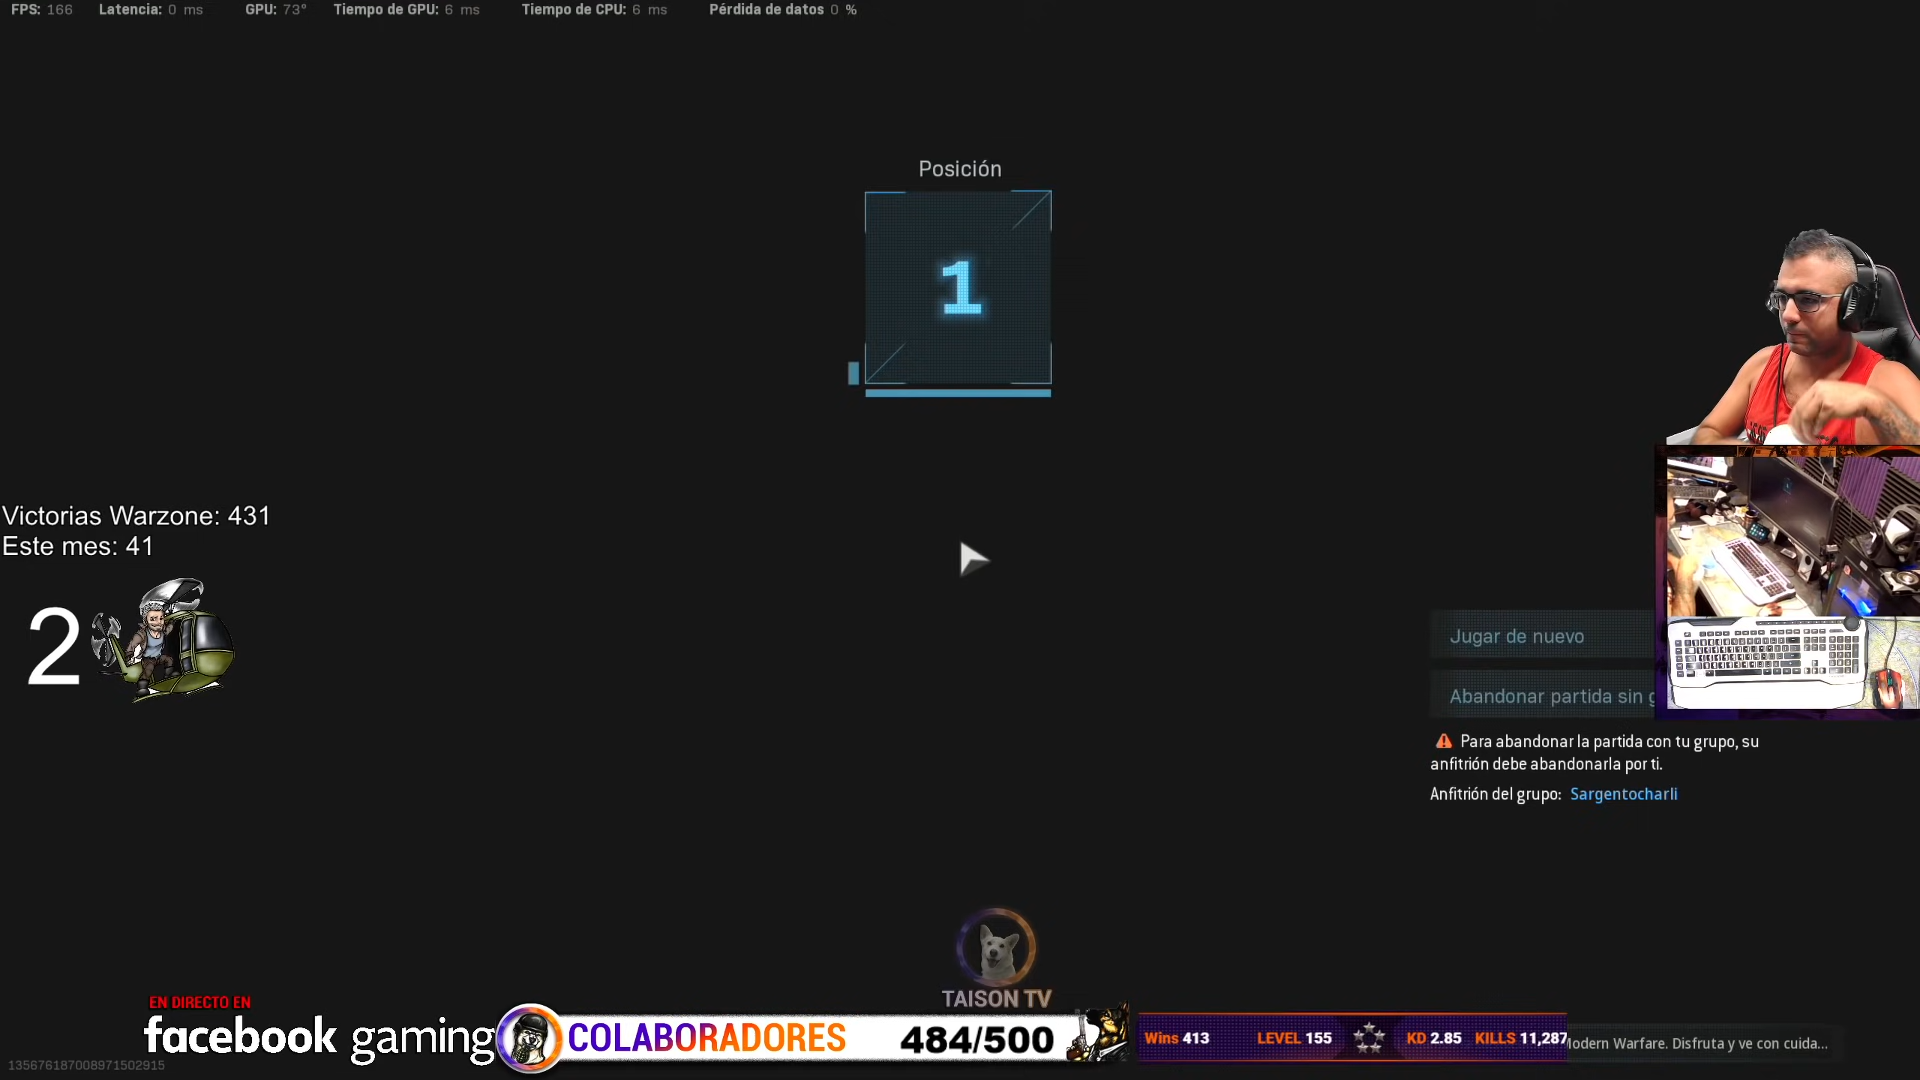 FPS: 166 Latencia: 0 ms GPU: 73° Tiempo de GPU: 6 ms Tiempo de CPU: 6 ms Pérdida de datos 0 %
Posición
1
Victorias Warzone: 431
Este mes: 41
2
Jugar de nuevo
Abandonar partida sin g
Para abandonar la partida con tu grupo, su
anfitrión debe abandonarla por ti.
Anfitrión del grupo: Sargentocharli
TAISON TV
EN DIRECTO EN
facebook gaming
COLABORADORES 484/500
Wins 413 LEVEL 155 KD 2.85 KILLS 11,287
Modern Warfare. Disfruta y ve con cuida...
135676187008971502915